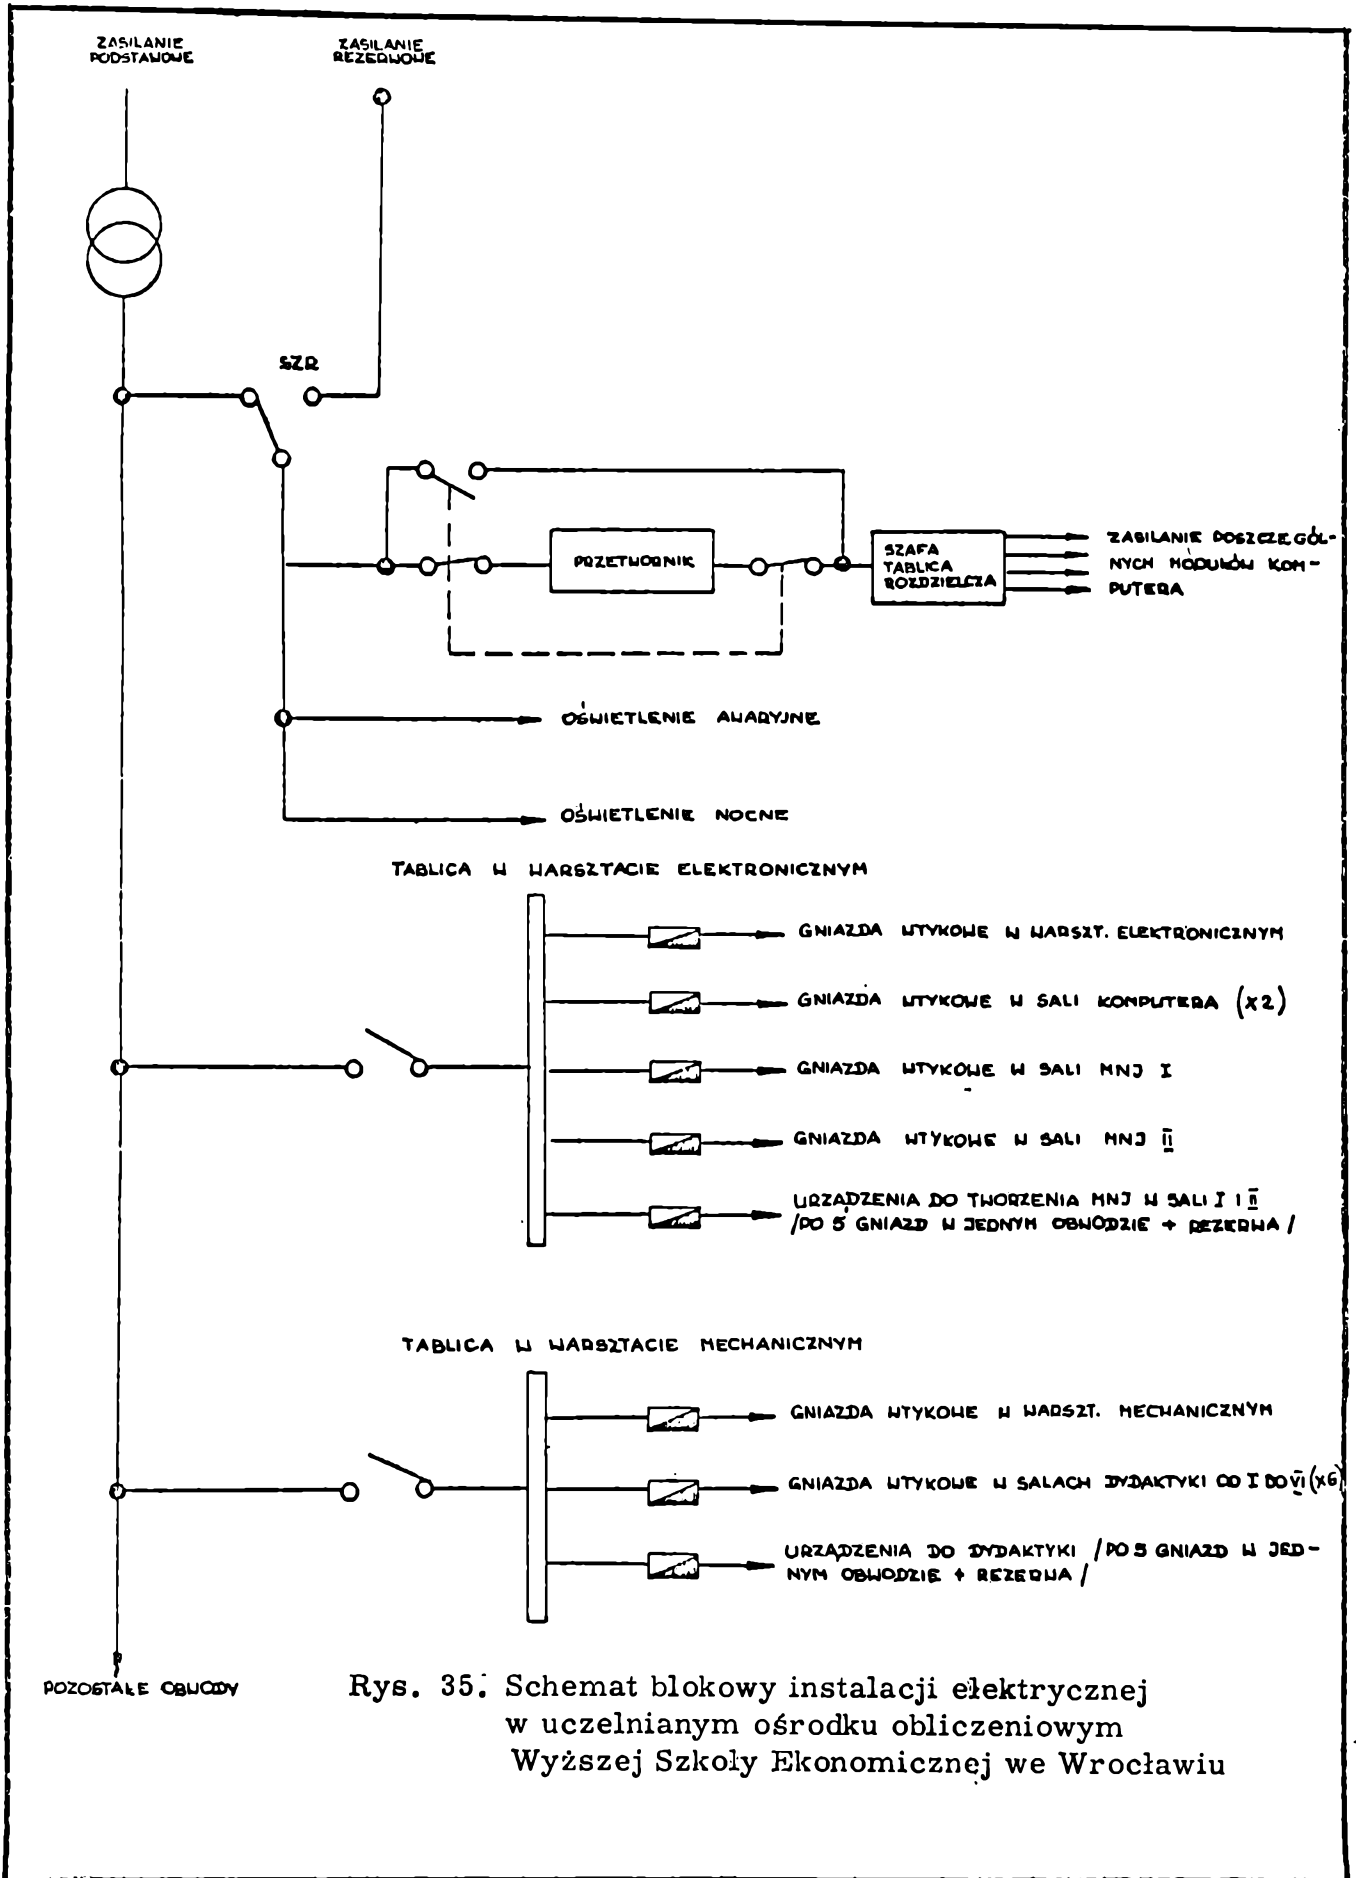 ZASILANIE
PODSTAWOWE
ZASILANIE
REZERWOWE
SZR
PRZETWORNIK
SZAFA
TABLICA
ROZDZIELCZA
ZASILANIE POSZCZEGÓL-
NYCH MODUŁÓW KOM-
PUTERA
OŚWIETLENIE AWARYJNE
OŚWIETLENIE NOCNE
TABLICA W WARSZTACIE ELEKTRONICZNYM
GNIAZDA WTYKOWE W WARSZT. ELEKTRONICZNYM
GNIAZDA WTYKOWE W SALI KOMPUTERA (x2)
GNIAZDA WTYKOWE W SALI MNJ I
GNIAZDA WTYKOWE W SALI MNJ II
URZĄDZENIA DO TWORZENIA MNJ W SALI I I II
/PO 5 GNIAZD W JEDNYM OBWODZIE + REZERWA/
TABLICA W WARSZTACIE MECHANICZNYM
GNIAZDA WTYKOWE W WARSZT. MECHANICZNYM
GNIAZDA WTYKOWE W SALACH DYDAKTYKI OD I DO VI (x6)
URZĄDZENIA DO DYDAKTYKI /PO 5 GNIAZD W JED-
NYM OBWODZIE + REZERWA/
POZOSTAŁE OBWODY
Rys. 35. Schemat blokowy instalacji elektrycznej
w uczelnianym ośrodku obliczeniowym
Wyższej Szkoły Ekonomicznej we Wrocławiu